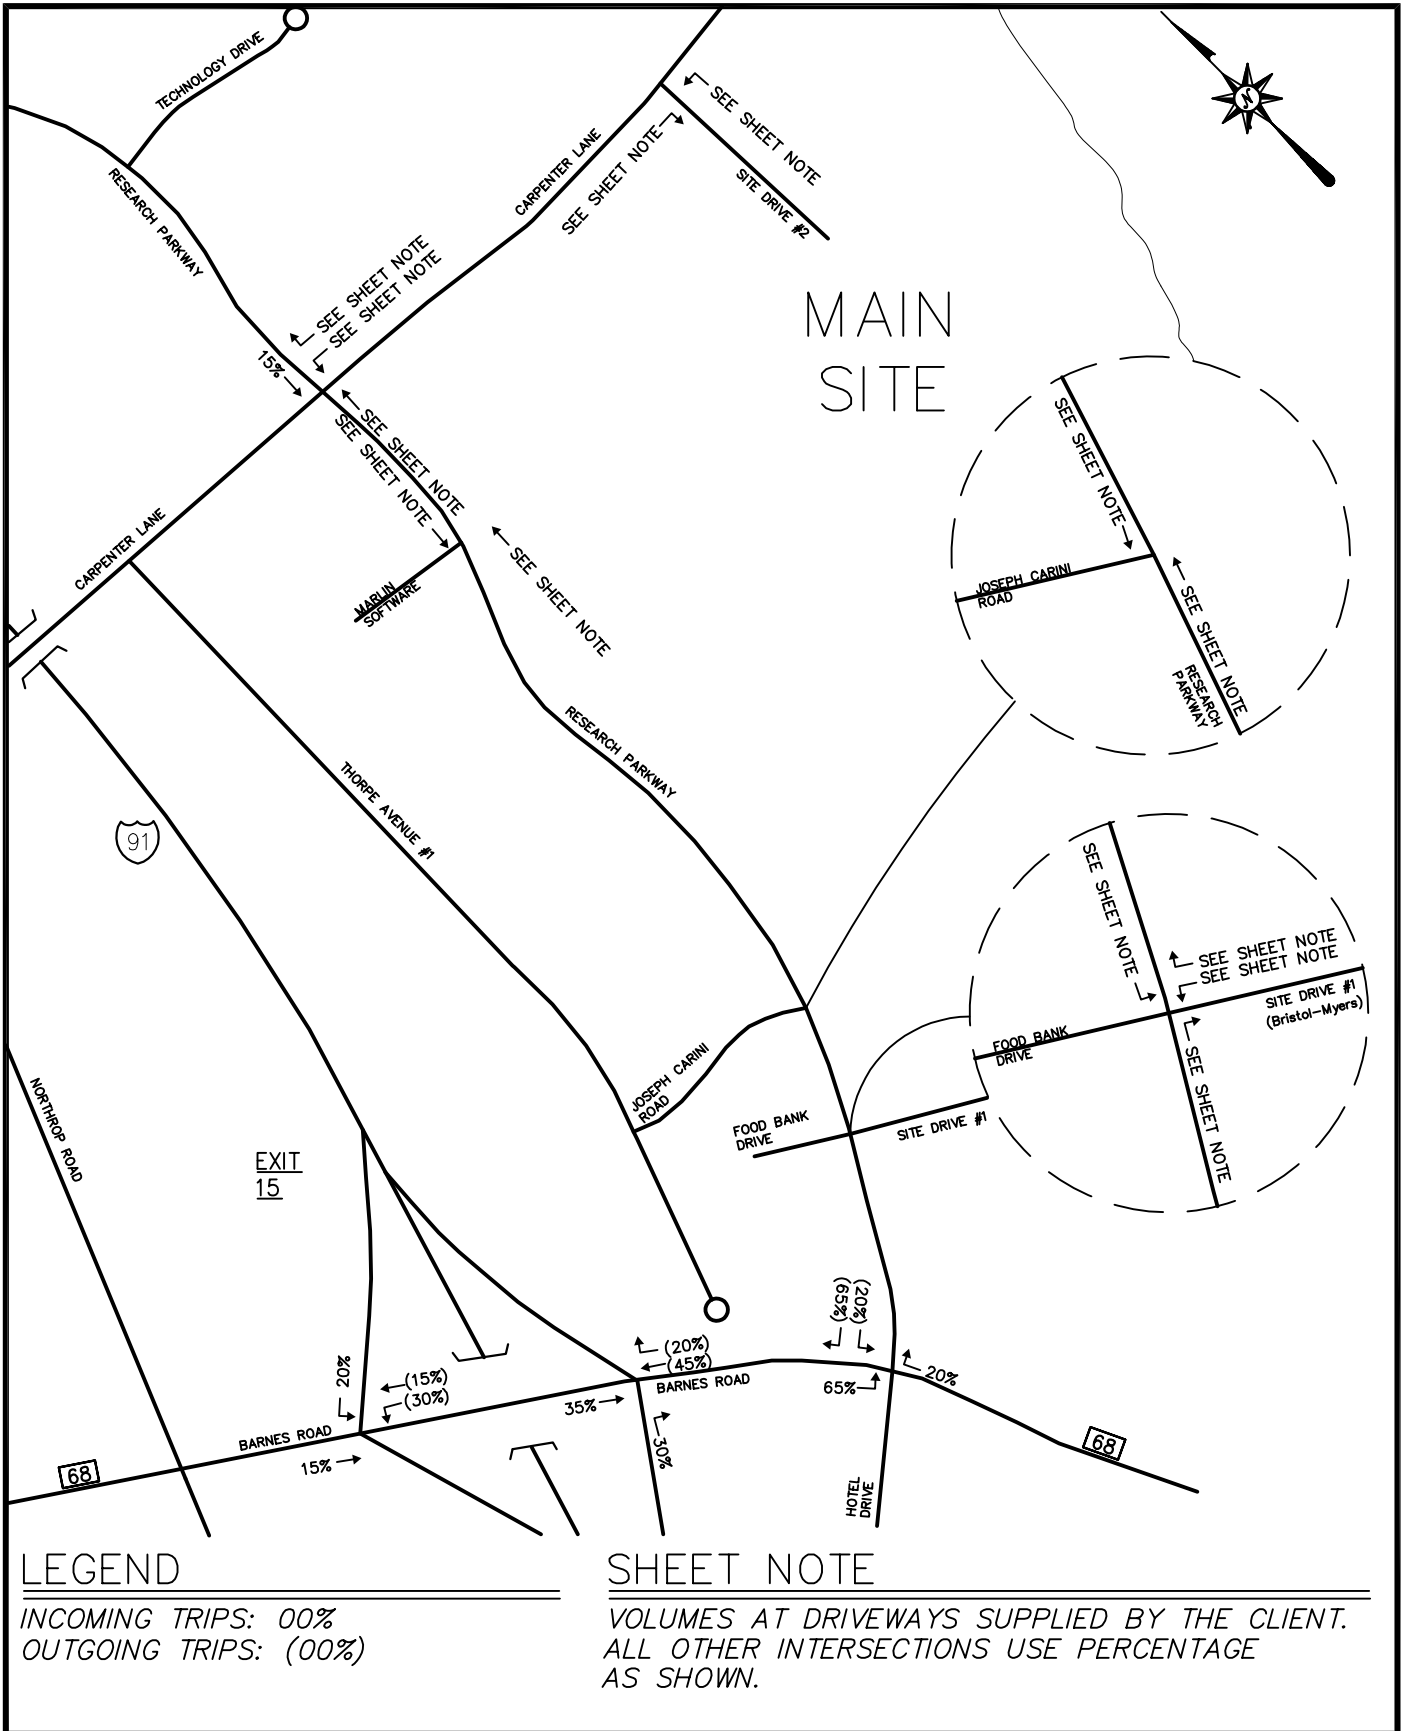 TECHNOLOGY DRIVE
RESEARCH PARKWAY
CARPENTER LANE
SEE SHEET NOTE
SEE SHEET NOTE
SITE DRIVE #2
N
SEE SHEET NOTE
SEE SHEET NOTE
15%
MAIN
SITE
SEE SHEET NOTE
SEE SHEET NOTE
CARPENTER LANE
MARLIN
SOFTWARE
SEE SHEET NOTE
SEE SHEET NOTE
JOSEPH CARINI
ROAD
SEE SHEET NOTE
RESEARCH
PARKWAY
RESEARCH PARKWAY
THORPE AVENUE #1
91
SEE SHEET NOTE
SEE SHEET NOTE
SEE SHEET NOTE
SITE DRIVE #1
(Bristol-Myers)
FOOD BANK
DRIVE
SEE SHEET NOTE
NORTHROP ROAD
JOSEPH CARINI
ROAD
FOOD BANK
DRIVE
SITE DRIVE #1
EXIT
15
(20%)
(65%)
20%
65%
(20%)
(45%)
BARNES ROAD
20%
(15%)
(30%)
35%
30%
BARNES ROAD
15%
68
68
HOTEL
DRIVE
LEGEND
INCOMING TRIPS: 00%
OUTGOING TRIPS: (00%)
SHEET NOTE
VOLUMES AT DRIVEWAYS SUPPLIED BY THE CLIENT.
ALL OTHER INTERSECTIONS USE PERCENTAGE
AS SHOWN.